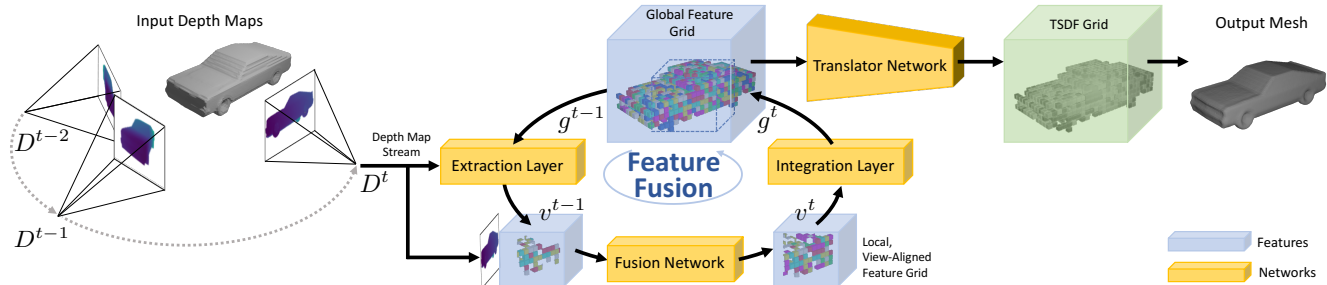 Input Depth Maps
D^{t-2}
D^{t-1}
D^t
Depth Map
Stream
Extraction Layer
g^{t-1}
v^{t-1}
Global Feature
Grid
Feature
Fusion
Fusion Network
g^t
Integration Layer
v^t
Local,
View-Aligned
Feature Grid
Translator Network
TSDF Grid
Output Mesh
Features
Networks